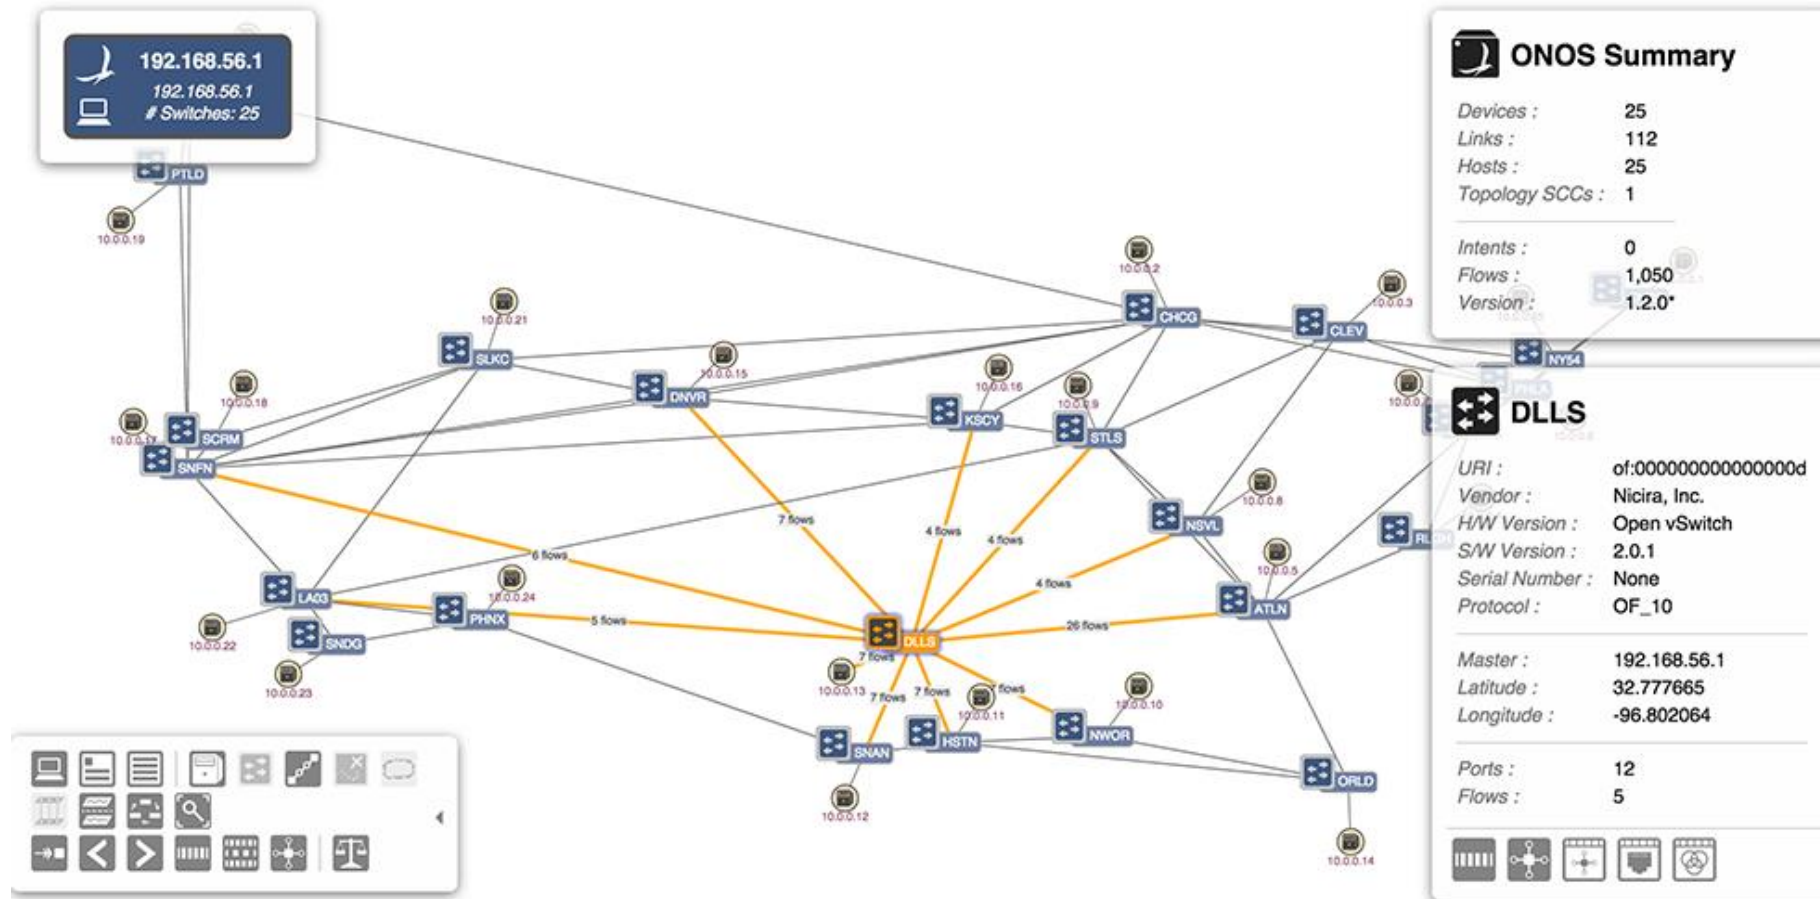 192.168.56.1
192.168.56.1
# Switches: 25
PTLD
10.0.0.19
ONOS Summary
Devices : 25
Links : 112
Hosts : 25
Topology SCCs : 1
Intents : 0
Flows : 1,050
Version : 1.2.0*
10.0.0.2
10.0.0.3
CHCG
CLEV
NY54
10.0.0.21
SLKC
10.0.0.15
DNVR
10.0.0.16
KSCY
10.0.0.9
STLS
10.0.0.18
SCRM
SNFN
PHLA
DLLS
URI : of:000000000000000d
Vendor : Nicira, Inc.
H/W Version : Open vSwitch
S/W Version : 2.0.1
Serial Number : None
Protocol : OF_10
Master : 192.168.56.1
Latitude : 32.777665
Longitude : -96.802064
Ports : 12
Flows : 5
10.0.0.8
NSVL
7 flows
4 flows
4 flows
6 flows
4 flows
10.0.0.5
ATLN
LA03
10.0.0.24
PHNX
5 flows
26 flows
10.0.0.22
SNDG
10.0.0.23
DLLS
7 flows
10.0.0.13
7 flows
7 flows
flows
10.0.0.11
10.0.0.10
SNAN
HSTN
NWOR
10.0.0.12
ORLD
10.0.0.14